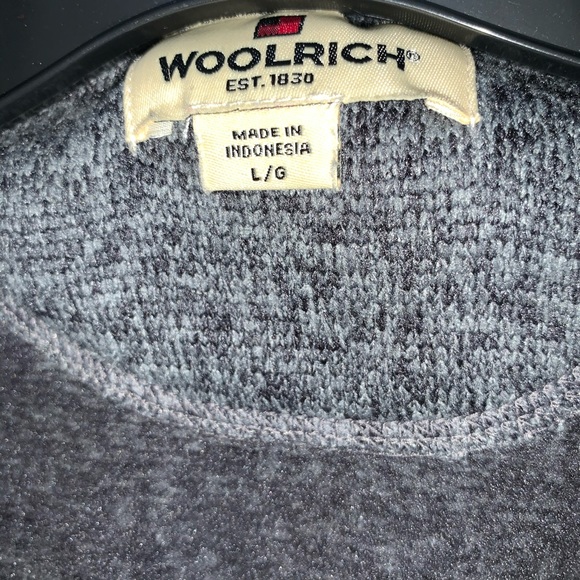 WOOLRICH®
EST. 1830
MADE IN
INDONESIA
L/G